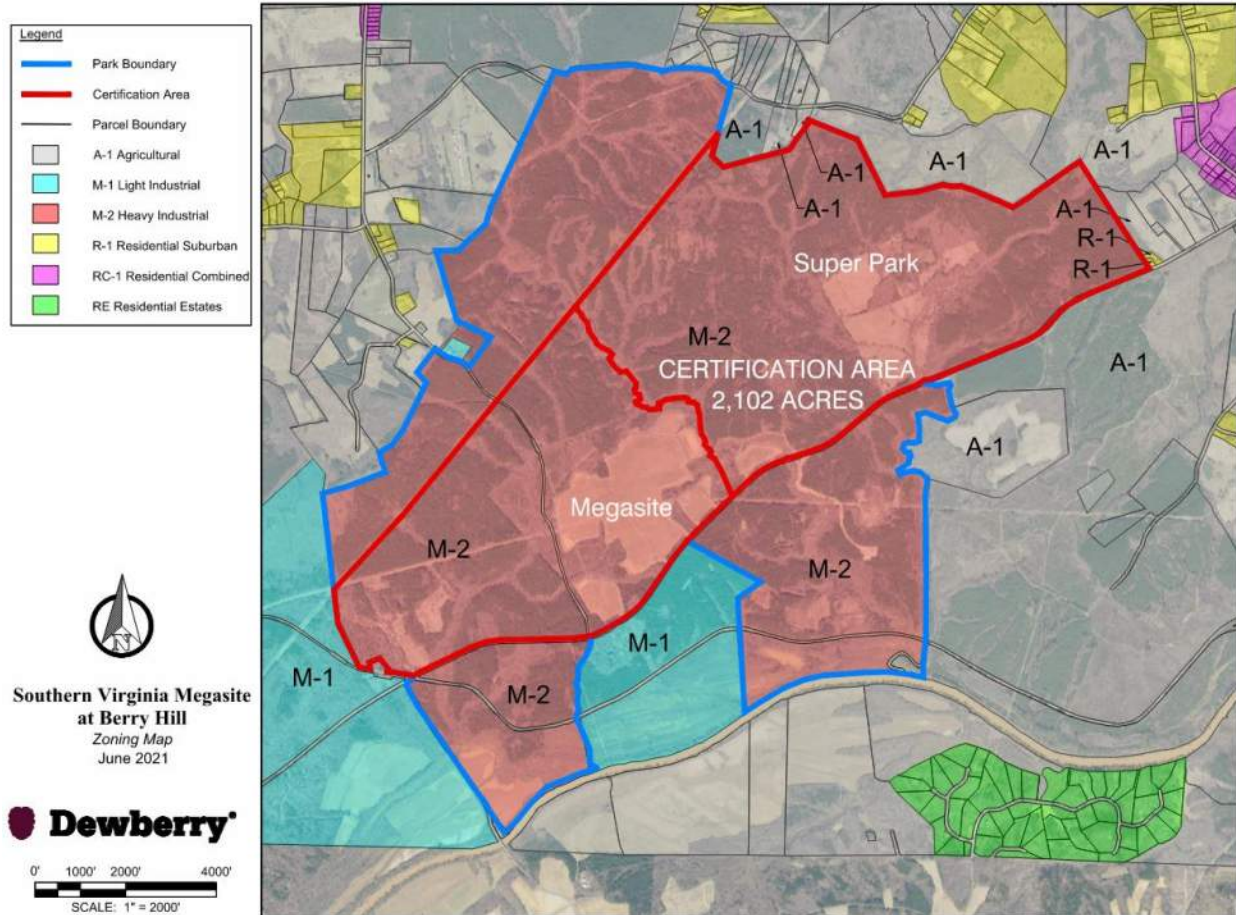 Legend
Park Boundary
Certification Area
Parcel Boundary
A-1 Agricultural
M-1 Light Industrial
M-2 Heavy Industrial
R-1 Residential Suburban
RC-1 Residential Combined
RE Residential Estates
N
Southern Virginia Megasite
at Berry Hill
Zoning Map
June 2021
Dewberry®
0' 1000' 2000' 4000'
SCALE: 1" = 2000'
A-1
A-1
A-1
A-1
A-1
A-1
R-1
R-1
Super Park
M-2
CERTIFICATION AREA
2,102 ACRES
A-1
A-1
Megasite
M-2
M-2
M-1
M-1
M-2